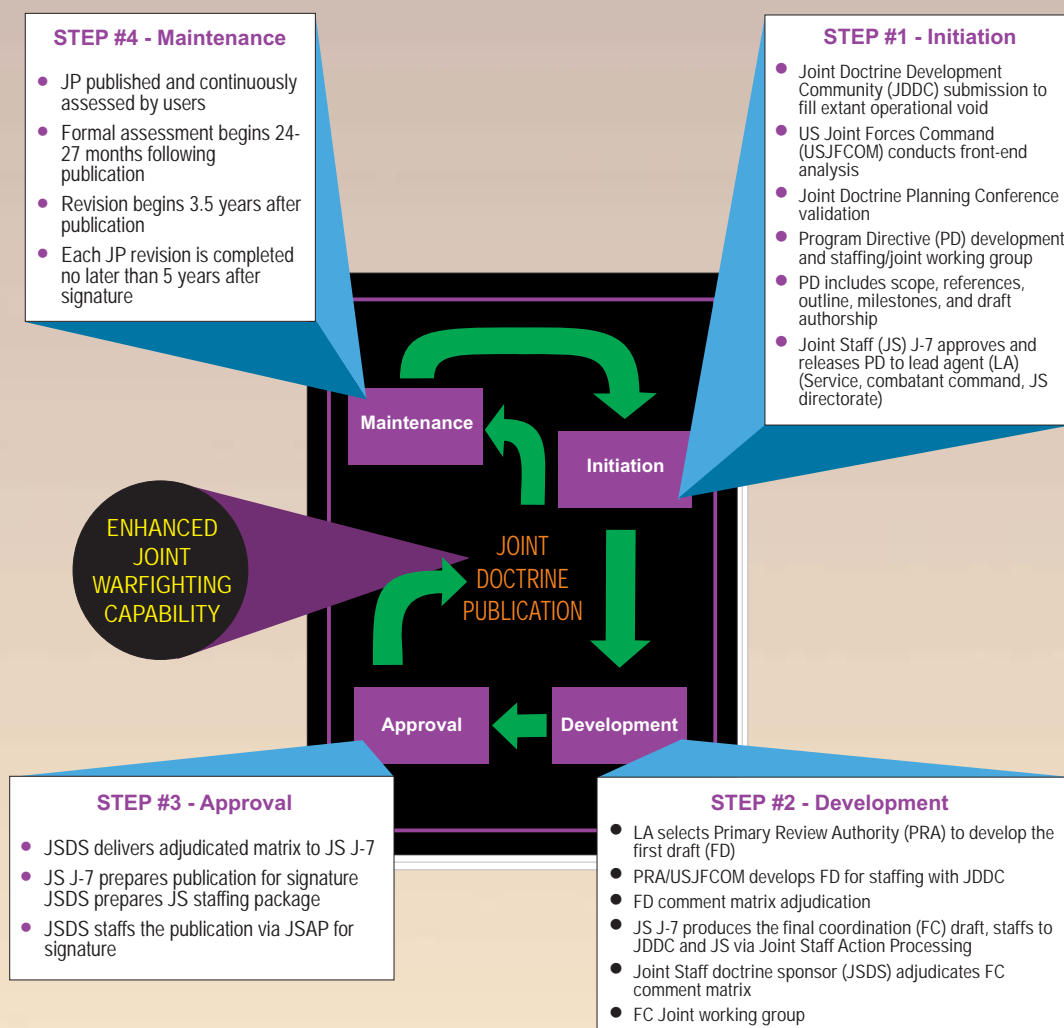 STEP #4 - Maintenance
• JP published and continuously
assessed by users
• Formal assessment begins 24-
27 months following
publication
• Revision begins 3.5 years after
publication
• Each JP revision is completed
no later than 5 years after
signature
STEP #1 - Initiation
• Joint Doctrine Development
Community (JDDC) submission to
fill extant operational void
• US Joint Forces Command
(USJFCOM) conducts front-end
analysis
• Joint Doctrine Planning Conference
validation
• Program Directive (PD) development
and staffing/joint working group
• PD includes scope, references,
outline, milestones, and draft
authorship
• Joint Staff (JS) J-7 approves and
releases PD to lead agent (LA)
(Service, combatant command, JS
directorate)
Maintenance
Initiation
ENHANCED
JOINT
WARFIGHTING
CAPABILITY
JOINT
DOCTRINE
PUBLICATION
Approval
Development
STEP #3 - Approval
• JSDS delivers adjudicated matrix to JS J-7
• JS J-7 prepares publication for signature
JSDS prepares JS staffing package
• JSDS staffs the publication via JSAP for
signature
STEP #2 - Development
• LA selects Primary Review Authority (PRA) to develop the
first draft (FD)
• PRA/USJFCOM develops FD for staffing with JDDC
• FD comment matrix adjudication
• JS J-7 produces the final coordination (FC) draft, staffs to
JDDC and JS via Joint Staff Action Processing
• Joint Staff doctrine sponsor (JSDS) adjudicates FC
comment matrix
• FC Joint working group